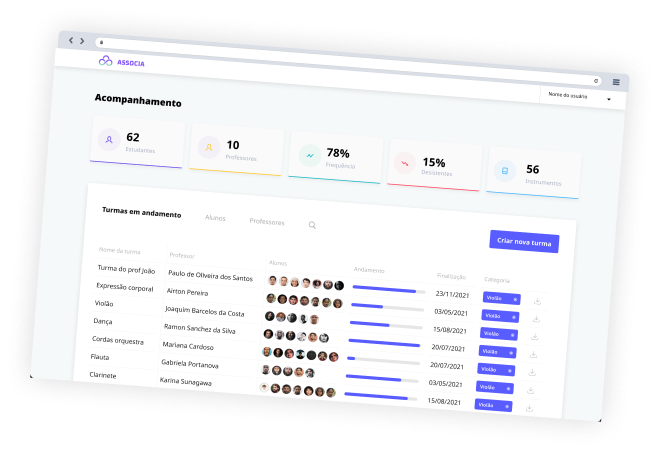 ASSOCIA
Nome do usuário
Acompanhamento
62
Estudantes
10
Professores
78%
Frequência
15%
Desistentes
56
Instrumentos
Turmas em andamento Alunos Professores
Criar nova turma
Nome da turma Professor Alunos Andamento Finalização Categoria
Turma do prof João Paulo de Oliveira dos Santos 23/11/2021 Violão
Expressão corporal Airton Pereira 03/05/2021 Violão
Violão Joaquim Barcelos da Costa 15/08/2021 Violão
Dança Ramon Sanchez da Silva 20/07/2021 Violão
Cordas orquestra Mariana Cardoso 20/07/2021 Violão
Flauta Gabriela Portanova 03/05/2021 Violão
Clarinete Karina Sunagawa 15/08/2021 Violão